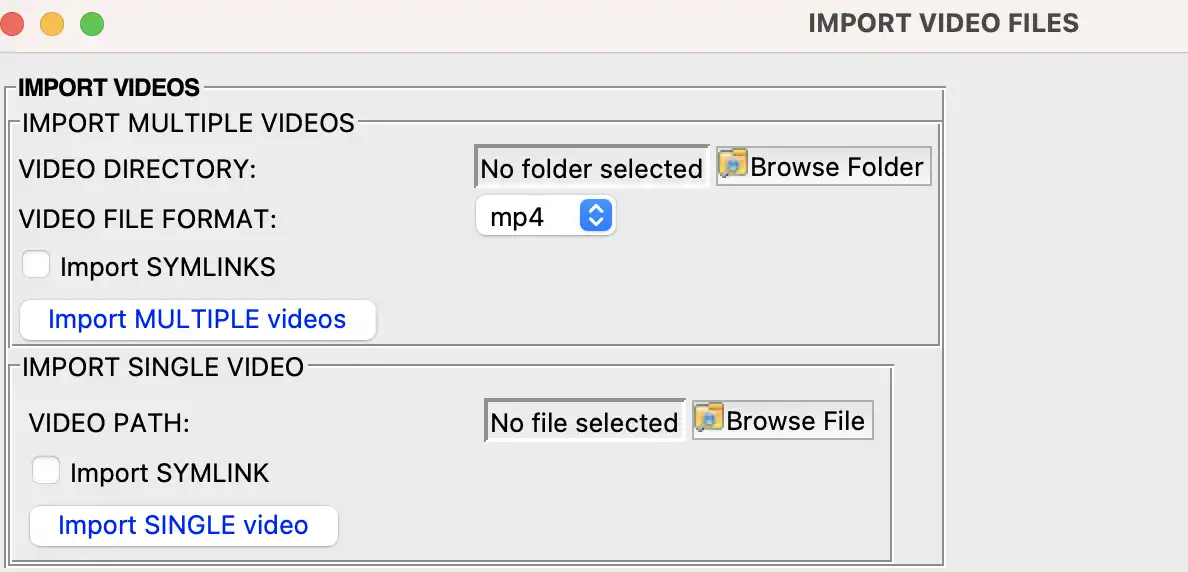 IMPORT VIDEO FILES
IMPORT VIDEOS
IMPORT MULTIPLE VIDEOS
VIDEO DIRECTORY: No folder selected Browse Folder
VIDEO FILE FORMAT: mp4
Import SYMLINKS
Import MULTIPLE videos
IMPORT SINGLE VIDEO
VIDEO PATH: No file selected Browse File
Import SYMLINK
Import SINGLE video